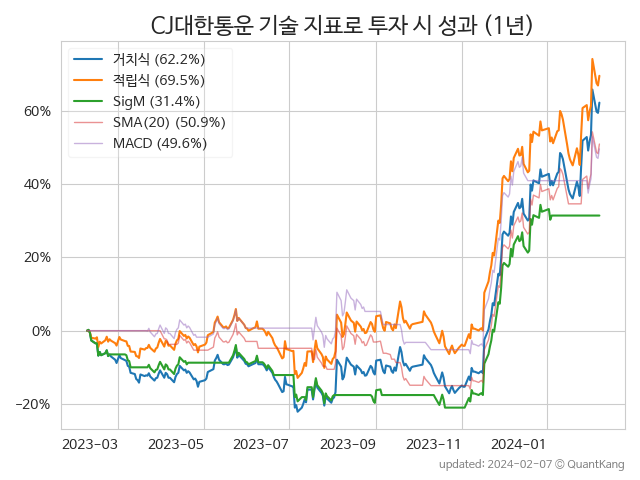 CJ대한통운 기술 지표로 투자 시 성과 (1년)
거치식 (62.2%)
적립식 (69.5%)
SigM (31.4%)
SMA(20) (50.9%)
MACD (49.6%)
60%
40%
20%
0%
−20%
2023-03 2023-05 2023-07 2023-09 2023-11 2024-01
updated: 2024-02-07 © QuantKang